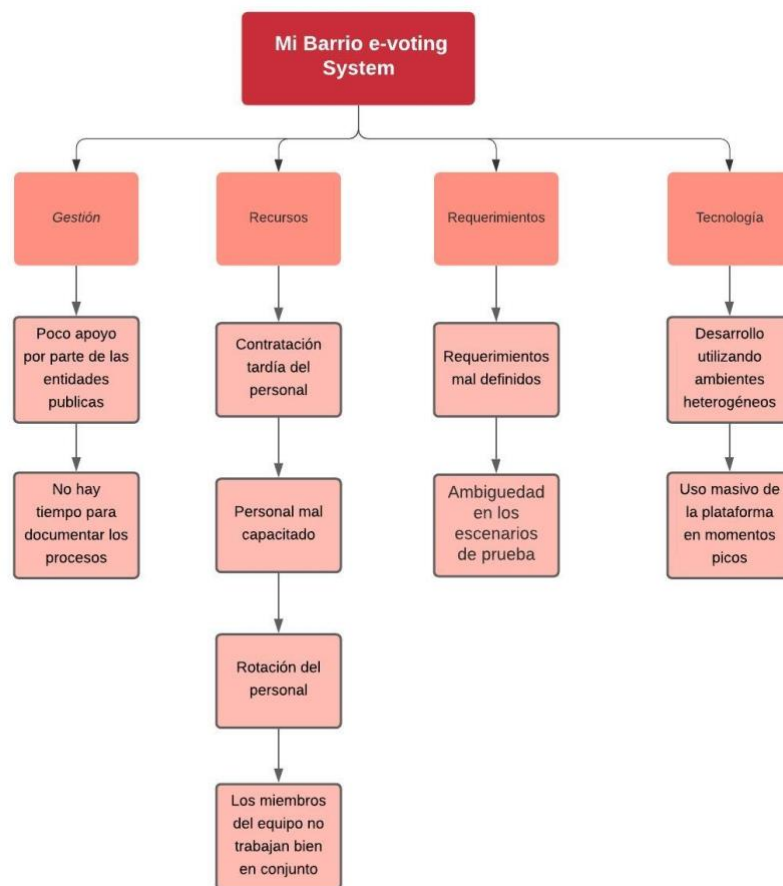 Mi Barrio e-voting
System
Gestión
Recursos
Requerimientos
Tecnología
Poco apoyo
por parte de las
entidades
publicas
Contratación
tardía del
personal
Requerimientos
mal definidos
Desarrollo
utilizando
ambientes
heterogéneos
No hay
tiempo para
documentar los
procesos
Personal mal
capacitado
Ambiguedad
en los
escenarios
de prueba
Uso masivo de
la plataforma
en momentos
picos
Rotación del
personal
Los miembros
del equipo no
trabajan bien
en conjunto